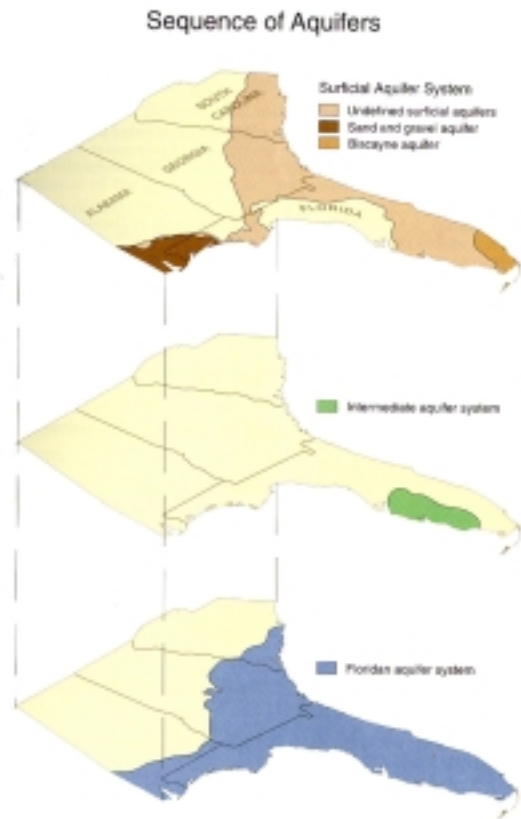 Sequence of Aquifers
Surficial Aquifer System
Undefined surficial aquifers
Sand and gravel aquifer
Biscayne aquifer
SOUTH
CAROLINA
GEORGIA
ALABAMA
FLORIDA
Intermediate aquifer system
Floridan aquifer system